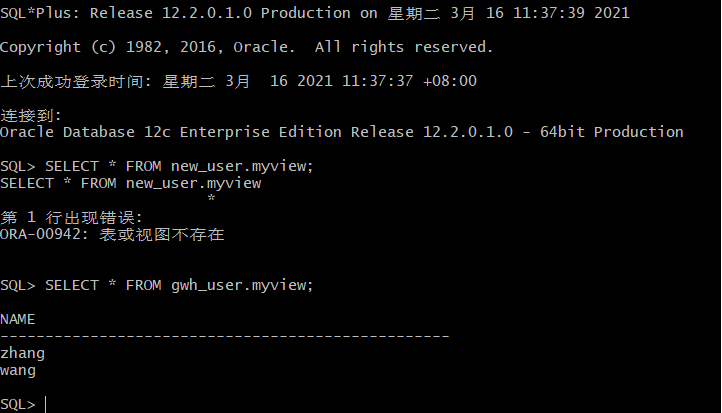 SQL*Plus: Release 12.2.0.1.0 Production on 星期二 3月 16 11:37:39 2021
Copyright (c) 1982, 2016, Oracle.  All rights reserved.
上次成功登录时间: 星期二 3月  16 2021 11:37:37 +08:00
连接到:
Oracle Database 12c Enterprise Edition Release 12.2.0.1.0 - 64bit Production
SQL> SELECT * FROM new_user.myview;
SELECT * FROM new_user.myview
                       *
第 1 行出现错误:
ORA-00942: 表或视图不存在
SQL> SELECT * FROM gwh_user.myview;
NAME
--------------------------------------------------
zhang
wang
SQL>